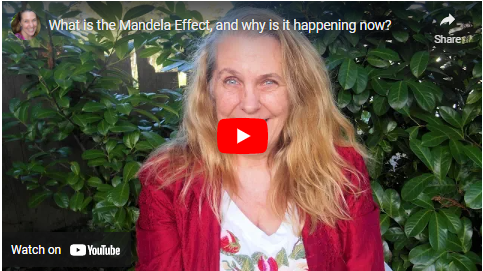 What is the Mandela Effect, and why is it happening now?
Share
Watch on YouTube